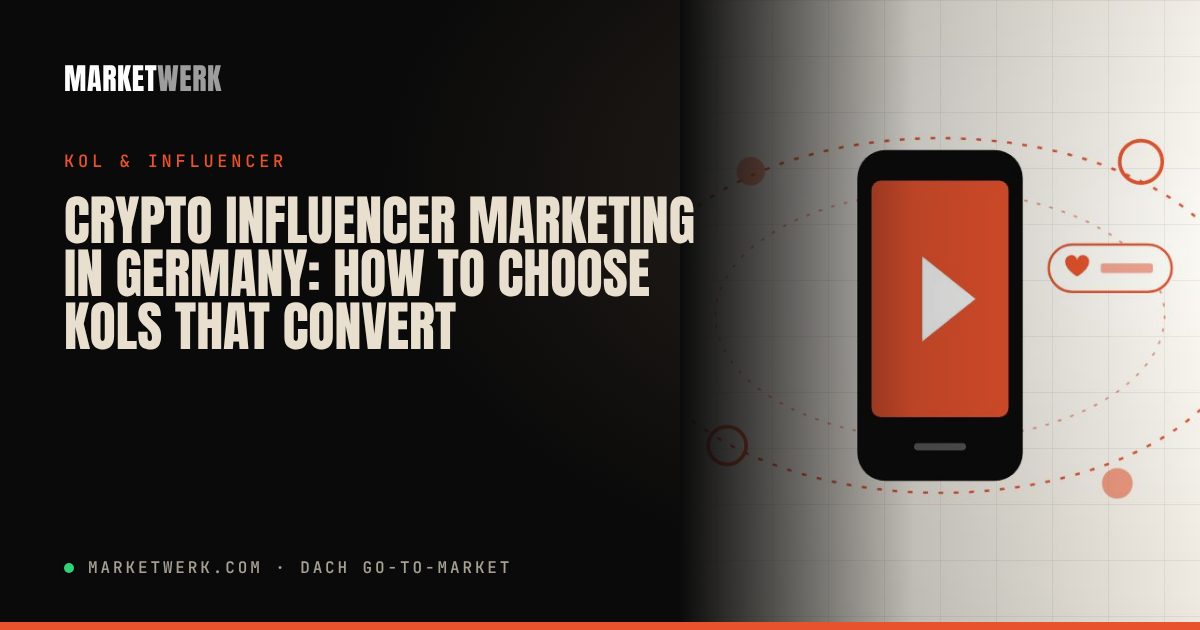 MARKETWERK
KOL & INFLUENCER
CRYPTO INFLUENCER MARKETING
IN GERMANY: HOW TO CHOOSE
KOLS THAT CONVERT
MARKETWERK.COM · DACH GO-TO-MARKET